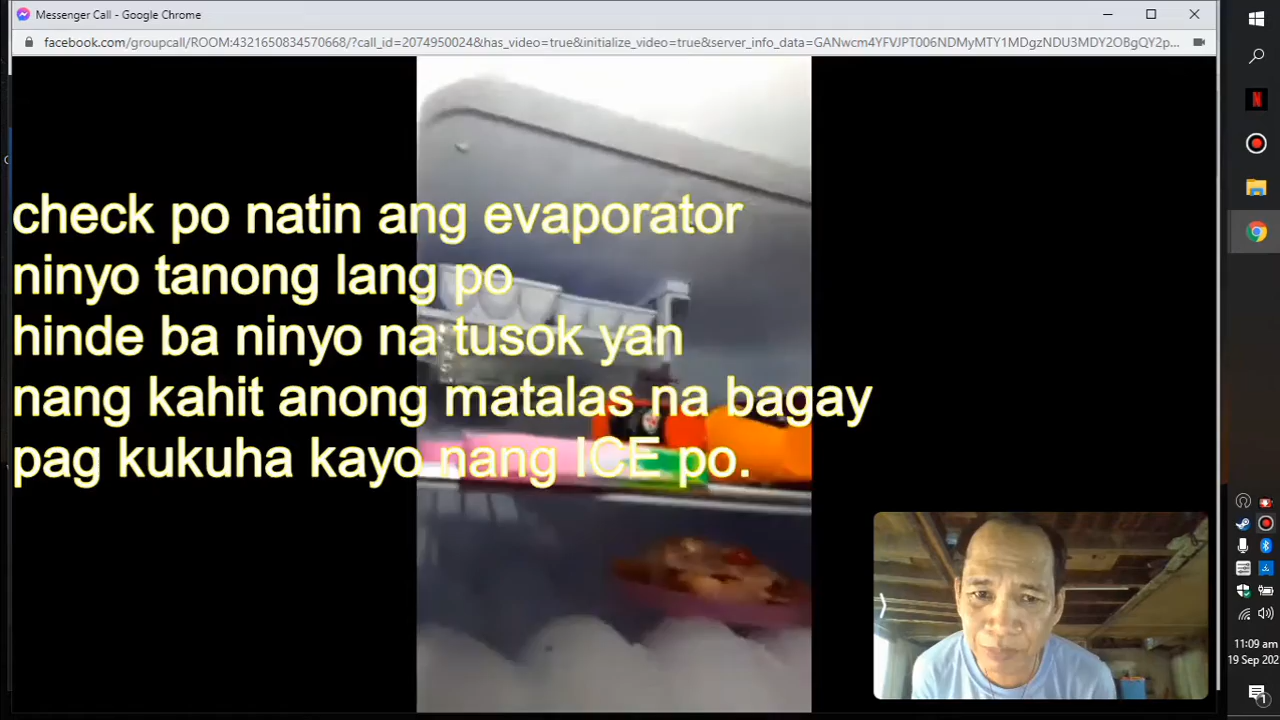 Messenger Call - Google Chrome
facebook.com/groupcall/ROOM:4321650834570668/?call_id=2074950024&has_video=true&initialize_video=true&server_info_data=GANwcm4YFVJPT006NDMyMTY1MDgzNDU3MDY2OBgQY2p...
check po natin ang evaporator
ninyo tanong lang po
hinde ba ninyo na tusok yan
nang kahit anong matalas na bagay
pag kukuha kayo nang ICE po.
11:09 am
19 Sep 202